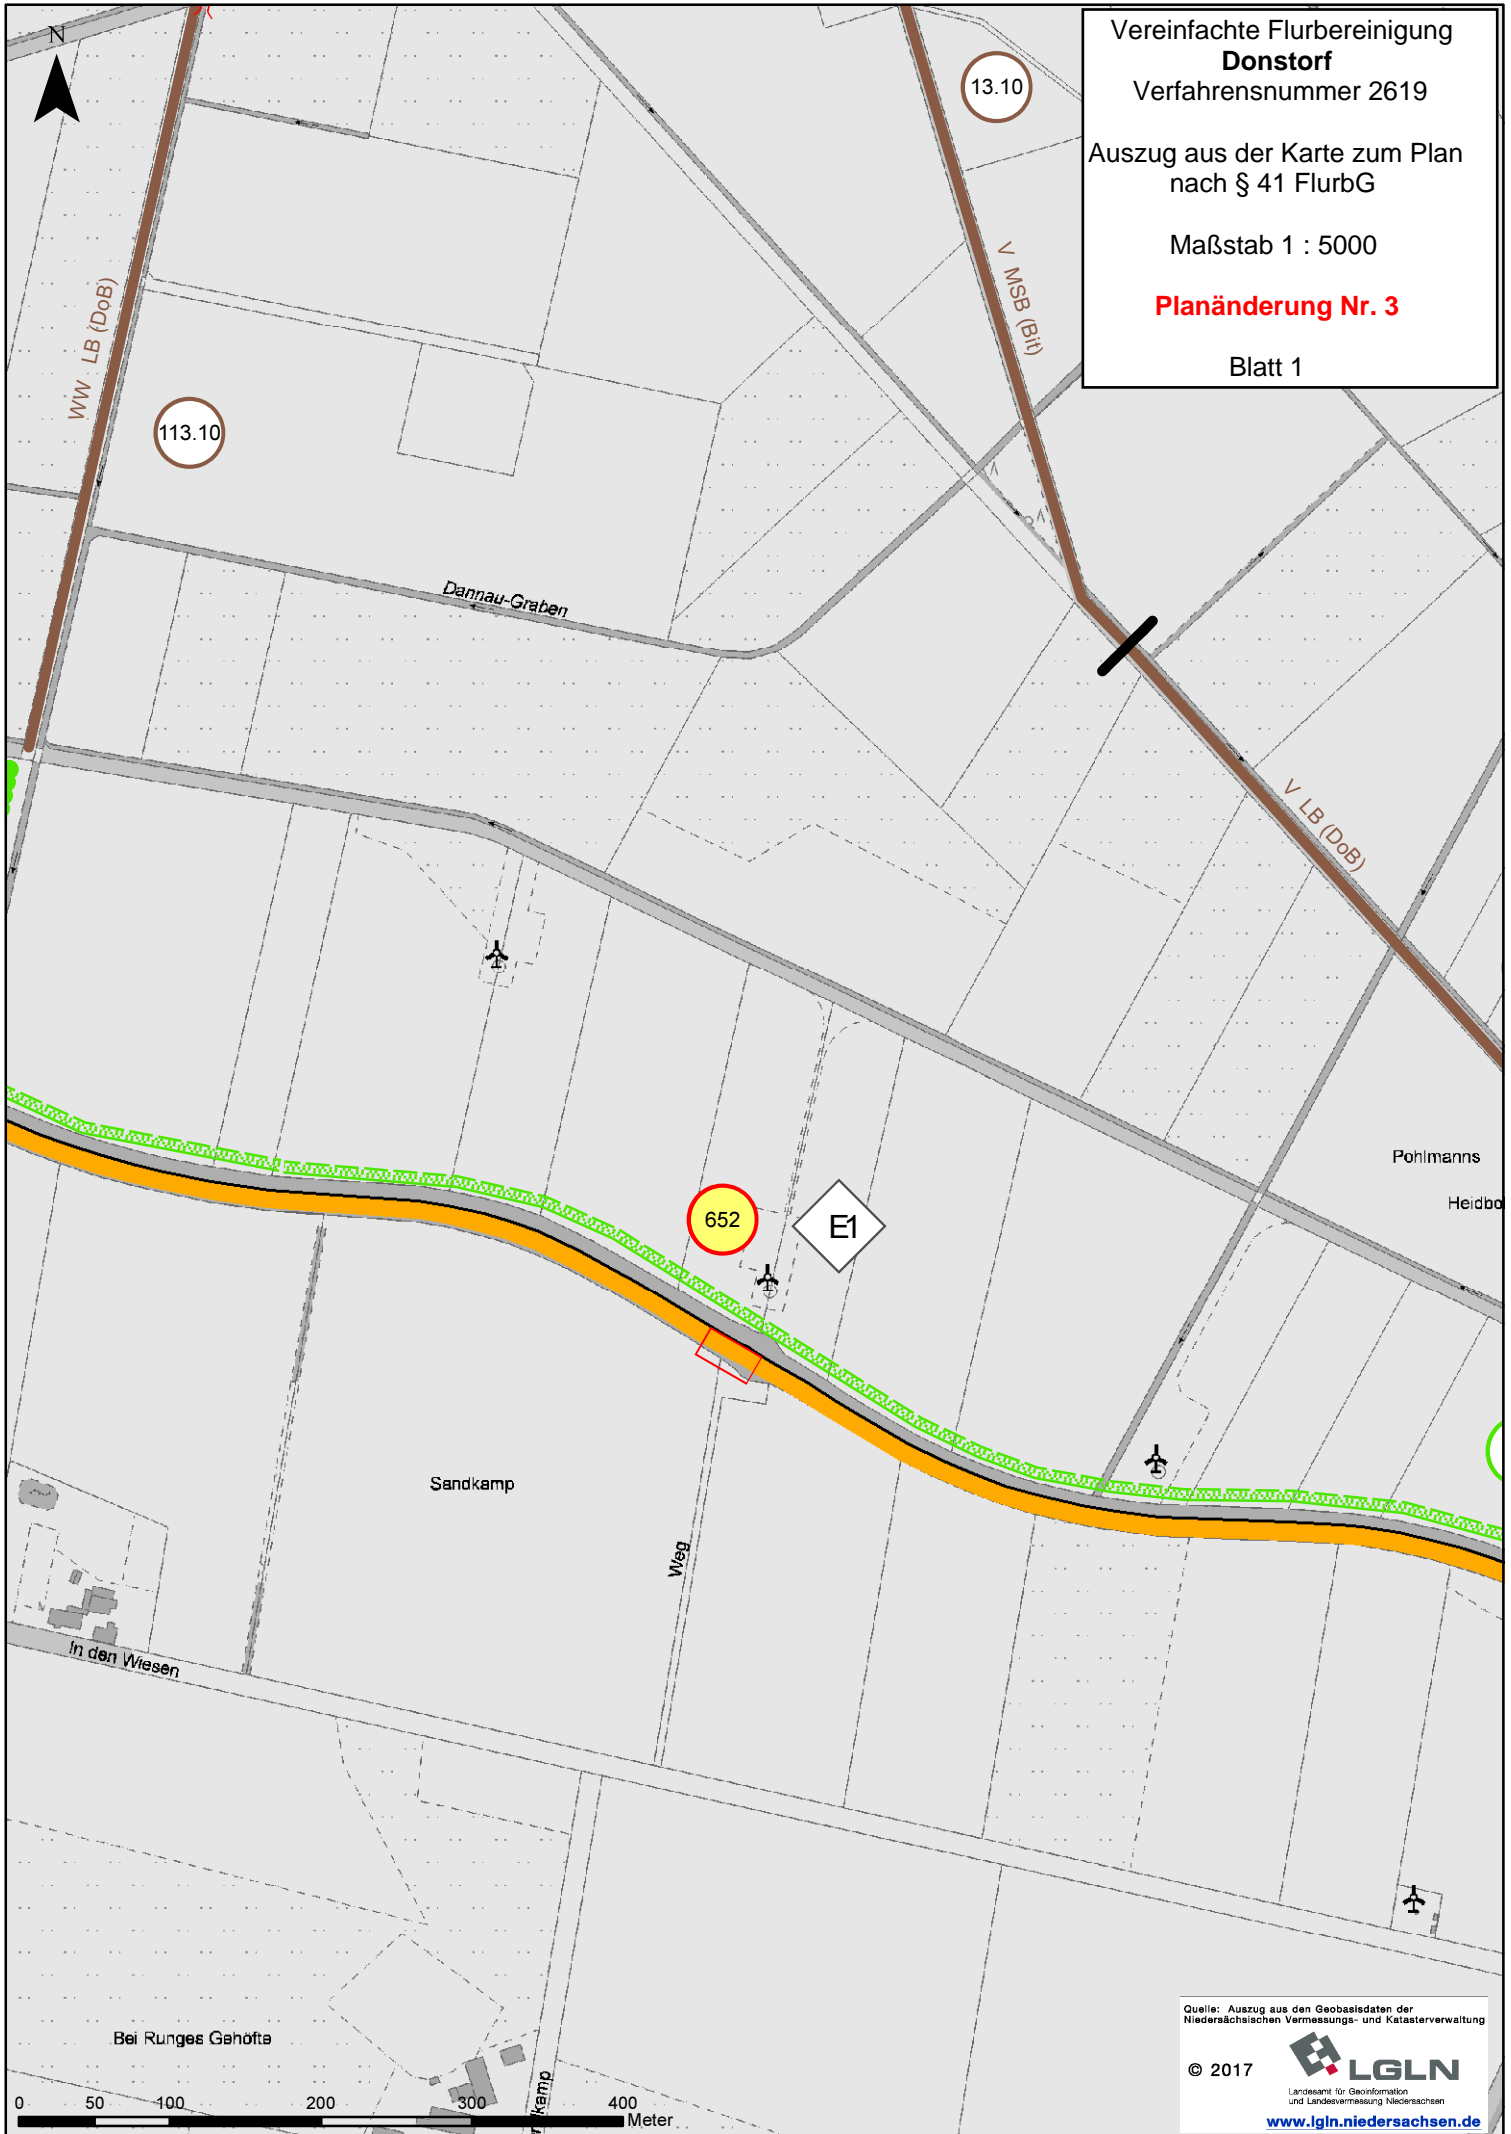 N
Vereinfachte Flurbereinigung
Donstorf
Verfahrensnummer 2619
Auszug aus der Karte zum Plan
nach § 41 FlurbG
Maßstab 1 : 5000
Planänderung Nr. 3
Blatt 1
13.10
V MSB (Bit)
WW LB (DoB)
113.10
Dannau-Graben
V LB (DoB)
Pohlmanns
652
E1
Sandkamp
Weg
In den Wiesen
Bei Runges Gehöfte
0 50 100 200 300 400
Meter
Quelle: Auszug aus den Geobasisdaten der
Niedersächsischen Vermessungs- und Katasterverwaltung
© 2017
LGLN
Landesamt für Geoinformation
und Landesvermessung Niedersachsen
www.lgln.niedersachsen.de